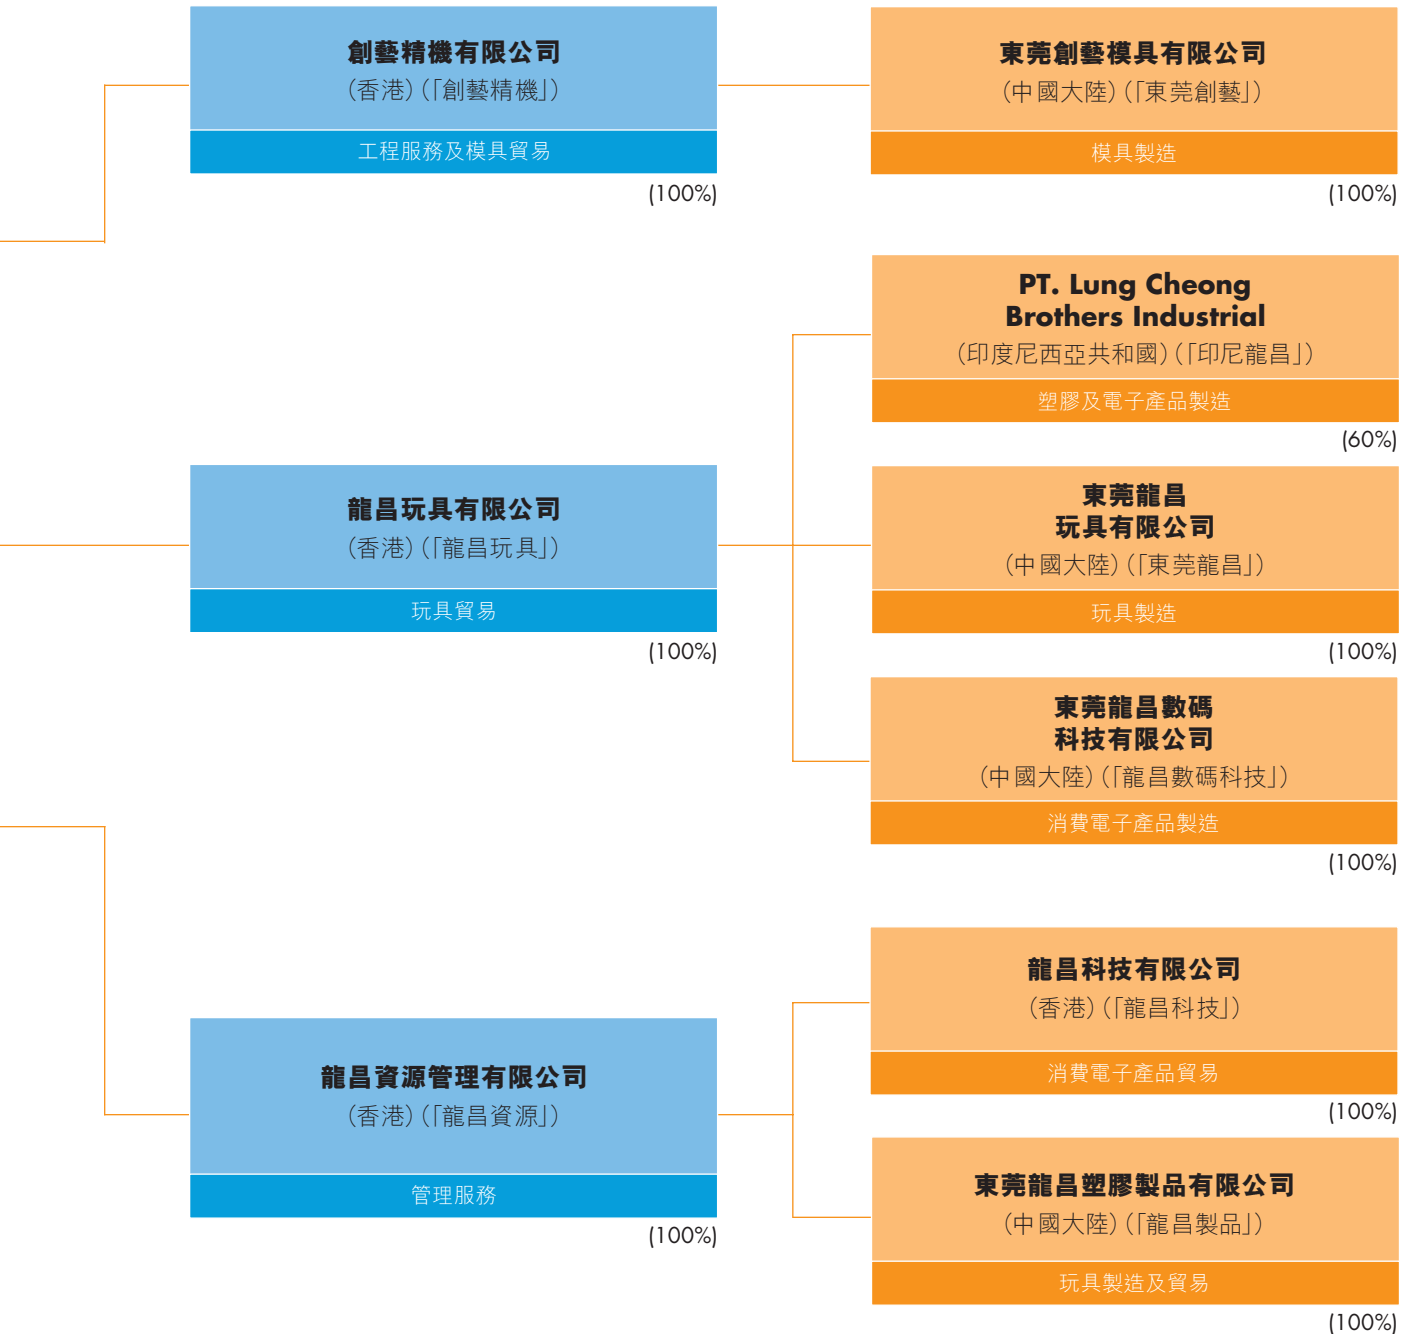 創藝精機有限公司
（香港）（「創藝精機」）
工程服務及模具貿易
(100%)
東莞創藝模具有限公司
（中國大陸）（「東莞創藝」）
模具製造
(100%)
PT. Lung Cheong
Brothers Industrial
（印度尼西亞共和國）（「印尼龍昌」）
塑膠及電子產品製造
(60%)
龍昌玩具有限公司
（香港）（「龍昌玩具」）
玩具貿易
(100%)
東莞龍昌
玩具有限公司
（中國大陸）（「東莞龍昌」）
玩具製造
(100%)
東莞龍昌數碼
科技有限公司
（中國大陸）（「龍昌數碼科技」）
消費電子產品製造
(100%)
龍昌資源管理有限公司
（香港）（「龍昌資源」）
管理服務
(100%)
龍昌科技有限公司
（香港）（「龍昌科技」）
消費電子產品貿易
(100%)
東莞龍昌塑膠製品有限公司
（中國大陸）（「龍昌製品」）
玩具製造及貿易
(100%)